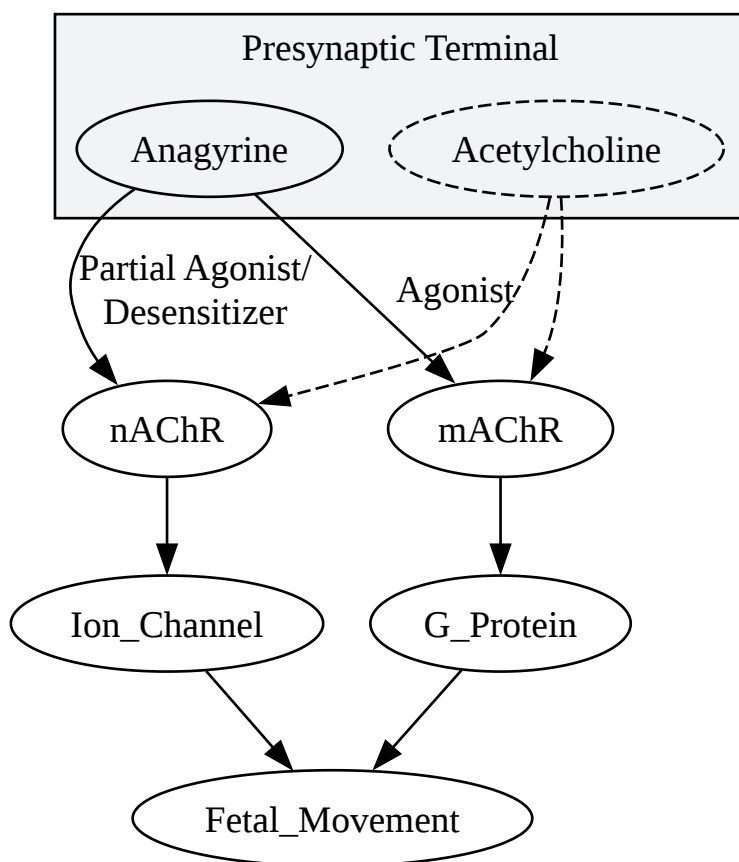 Presynaptic Terminal
Anagyrine
Acetylcholine
Partial Agonist/
Desensitizer
Agonist
nAChR
mAChR
Ion_Channel
G_Protein
Fetal_Movement